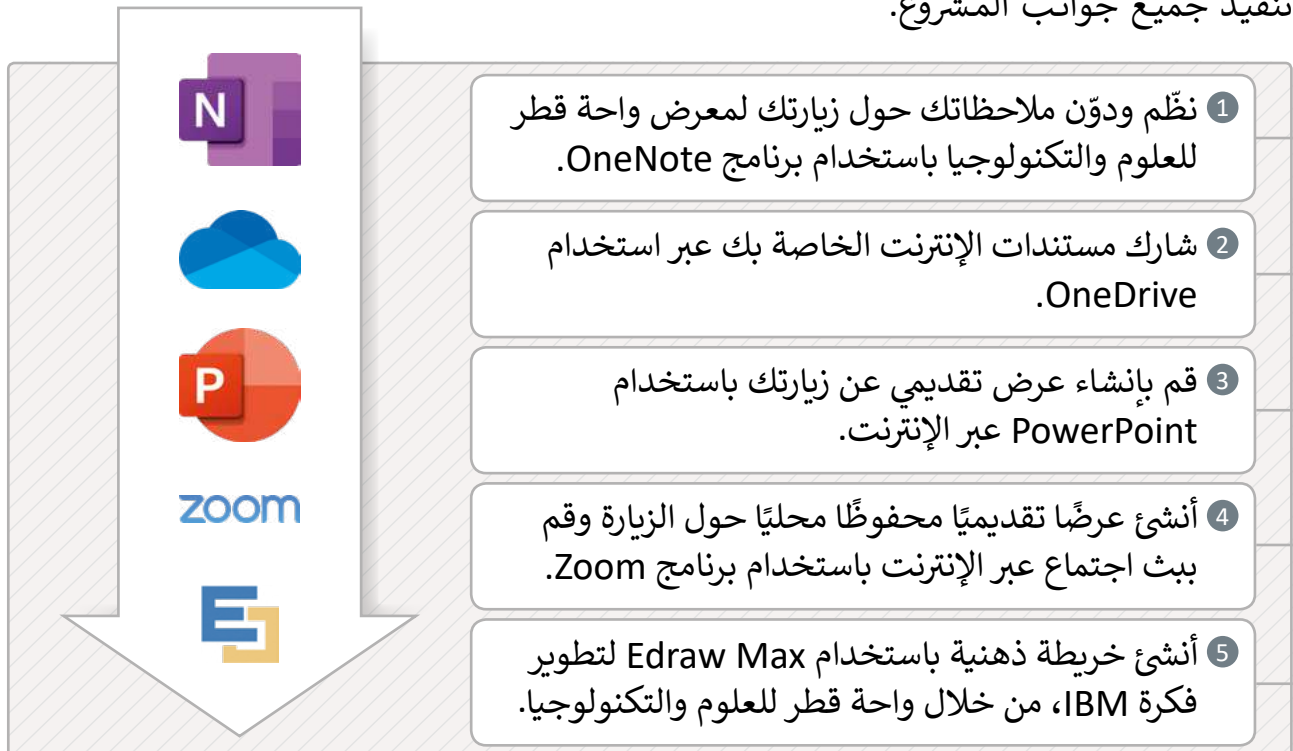 تنفيذ جميع جوانب المشروع.
N
1 نظّم ودوّن ملاحظاتك حول زيارتك لمعرض واحة قطر
للعلوم والتكنولوجيا باستخدام برنامج OneNote.
2 شارك مستندات الإنترنت الخاصة بك عبر استخدام
OneDrive.
P
3 قم بإنشاء عرض تقديمي عن زيارتك باستخدام
PowerPoint عبر الإنترنت.
zoom
4 أنشئ عرضًا تقديميًا محفوظًا محليًا حول الزيارة وقم
ببث اجتماع عبر الإنترنت باستخدام برنامج Zoom.
5 أنشئ خريطة ذهنية باستخدام Edraw Max لتطوير
فكرة IBM، من خلال واحة قطر للعلوم والتكنولوجيا.